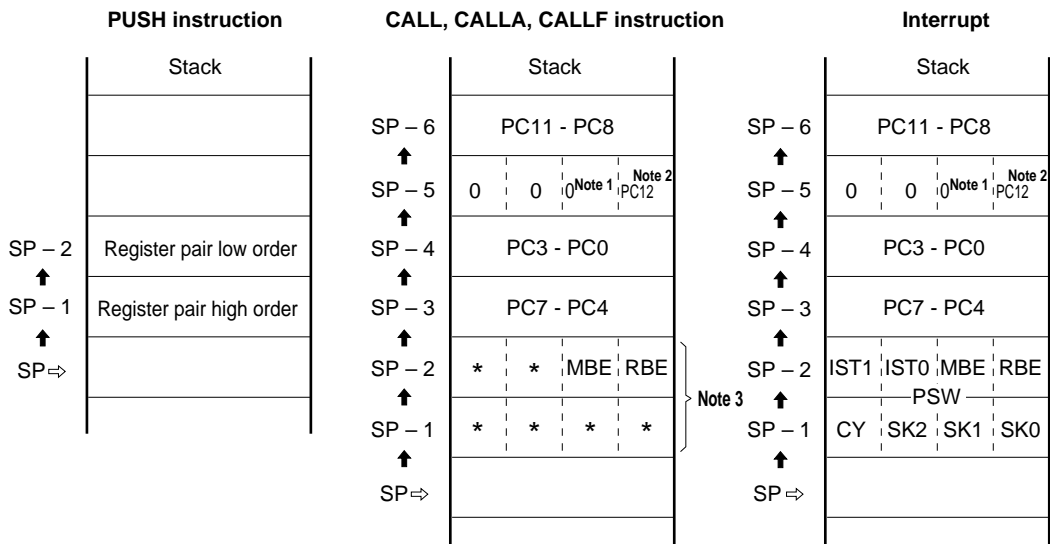 PUSH instruction
CALL, CALLA, CALLF instruction
Interrupt
Stack
SP – 2 Register pair low order
SP – 1 Register pair high order
SP⇨
Stack
SP – 6 PC11 - PC8
SP – 5 0 0 0Note 1 PC12Note 2
SP – 4 PC3 - PC0
SP – 3 PC7 - PC4
SP – 2 * * MBE RBE
Note 3
SP – 1 * * * *
SP⇨
Stack
SP – 6 PC11 - PC8
SP – 5 0 0 0Note 1 PC12Note 2
SP – 4 PC3 - PC0
SP – 3 PC7 - PC4
SP – 2 IST1 IST0 MBE RBE
PSW
SP – 1 CY SK2 SK1 SK0
SP⇨